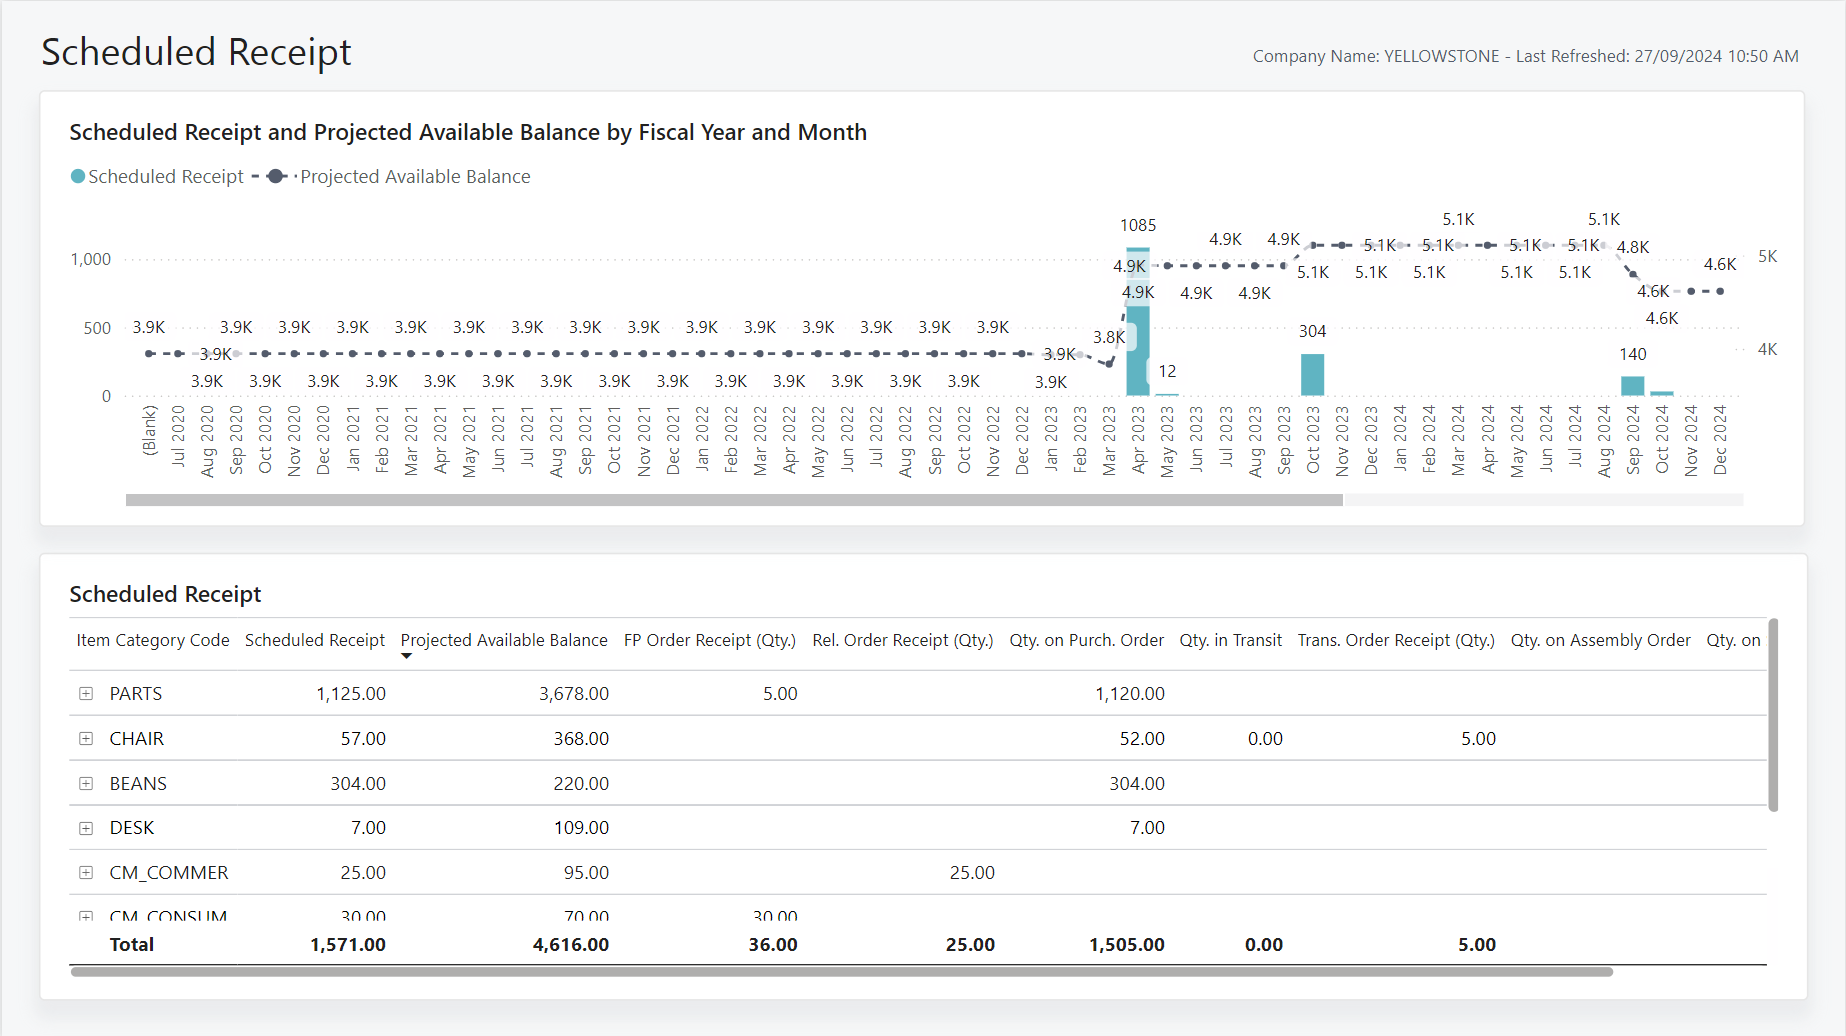 Scheduled Receipt
Company Name: YELLOWSTONE - Last Refreshed: 27/09/2024 10:50 AM
Scheduled Receipt and Projected Available Balance by Fiscal Year and Month
Scheduled Receipt Projected Available Balance
1085 4.9K 4.9K 5.1K 5.1K
1,000 4.9K 5.1K 5.1K 5.1K 5.1K 4.8K 5K
4.9K 4.9K 4.9K 5.1K 5.1K 5.1K 5.1K 5.1K 4.6K 4.6K
500 3.9K 3.9K 3.9K 3.9K 3.9K 3.9K 3.9K 3.9K 3.9K 3.9K 3.9K 3.9K 3.9K 3.9K 3.9K 3.8K 304 4.6K
3.9K 3.9K 140 4K
3.9K 3.9K 3.9K 3.9K 3.9K 3.9K 3.9K 3.9K 3.9K 3.9K 3.9K 3.9K 3.9K 3.9K 3.9K 12
0
(Blank) Jul 2020 Aug 2020 Sep 2020 Oct 2020 Nov 2020 Dec 2020 Jan 2021 Feb 2021 Mar 2021 Apr 2021 May 2021 Jun 2021 Jul 2021 Aug 2021 Sep 2021 Oct 2021 Nov 2021 Dec 2021 Jan 2022 Feb 2022 Mar 2022 Apr 2022 May 2022 Jun 2022 Jul 2022 Aug 2022 Sep 2022 Oct 2022 Nov 2022 Dec 2022 Jan 2023 Feb 2023 Mar 2023 Apr 2023 May 2023 Jun 2023 Jul 2023 Aug 2023 Sep 2023 Oct 2023 Nov 2023 Dec 2023 Jan 2024 Feb 2024 Mar 2024 Apr 2024 May 2024 Jun 2024 Jul 2024 Aug 2024 Sep 2024 Oct 2024 Nov 2024 Dec 2024
Scheduled Receipt
Item Category Code Scheduled Receipt Projected Available Balance FP Order Receipt (Qty.) Rel. Order Receipt (Qty.) Qty. on Purch. Order Qty. in Transit Trans. Order Receipt (Qty.) Qty. on Assembly Order Qty. on
PARTS 1,125.00 3,678.00 5.00 1,120.00
CHAIR 57.00 368.00 52.00 0.00 5.00
BEANS 304.00 220.00 304.00
DESK 7.00 109.00 7.00
CM_COMMER 25.00 95.00 25.00
CM_CONSUM 30.00 70.00 30.00
Total 1,571.00 4,616.00 36.00 25.00 1,505.00 0.00 5.00